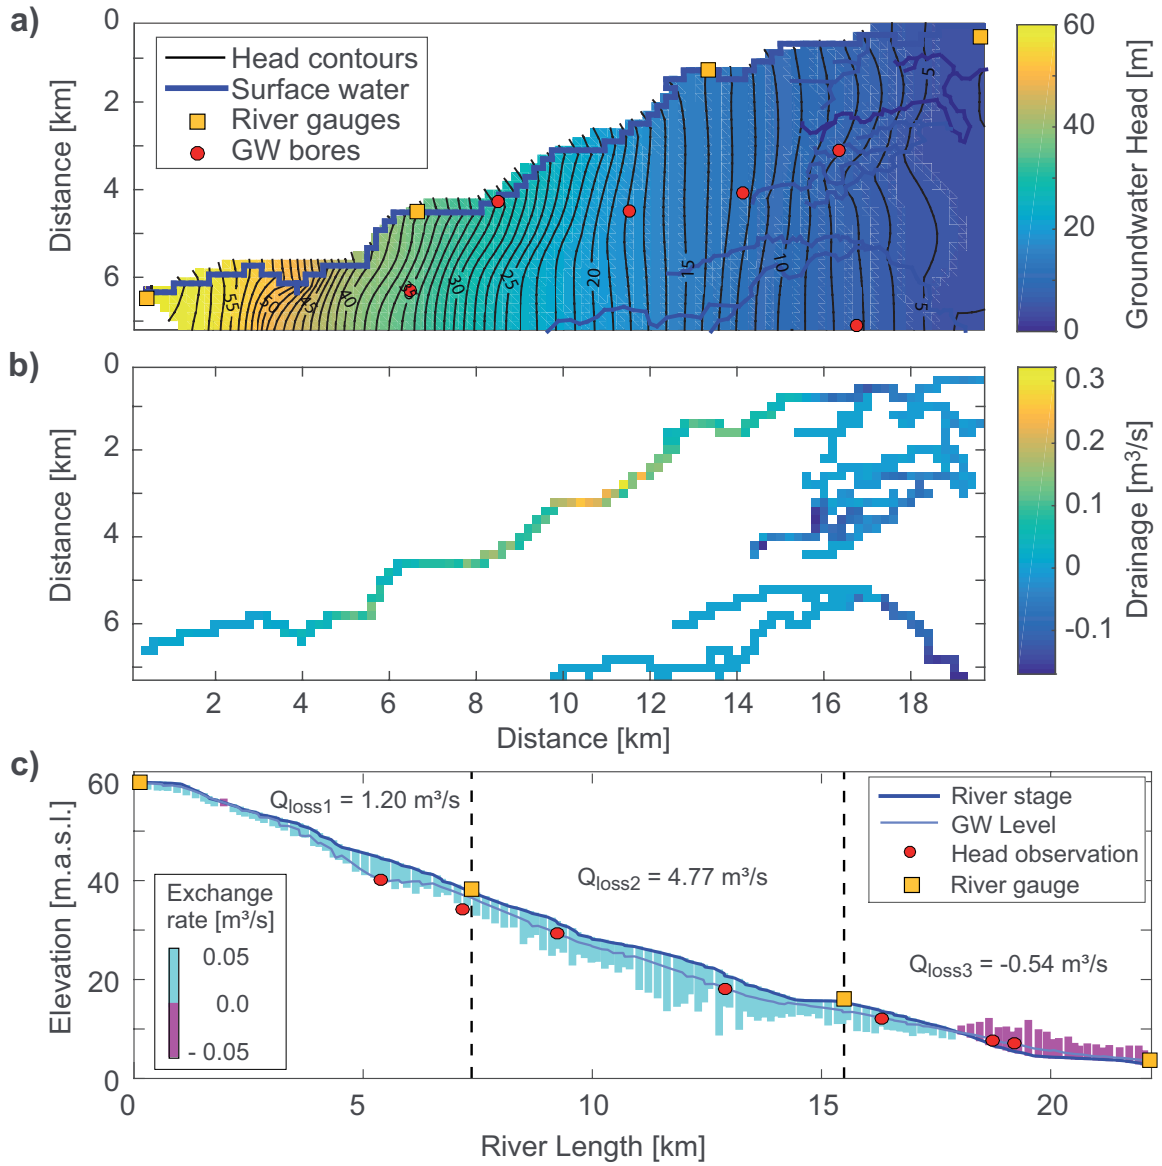 a)
0
2
4
6
Distance [km]
Head contours
Surface water
River gauges
GW bores
55
50
45
40
35
30
25
20
15
10
5
5
60
40
20
0
Groundwater Head [m]
b)
0
2
4
6
Distance [km]
2
4
6
8
10
12
14
16
18
Distance [km]
0.3
0.2
0.1
0
-0.1
Drainage [m³/s]
c)
60
40
20
0
Elevation [m.a.s.l.]
Qloss1 = 1.20 m³/s
Qloss2 = 4.77 m³/s
Qloss3 = -0.54 m³/s
River stage
GW Level
Head observation
River gauge
Exchange
rate [m³/s]
0.05
0.0
- 0.05
0
5
10
15
20
River Length [km]